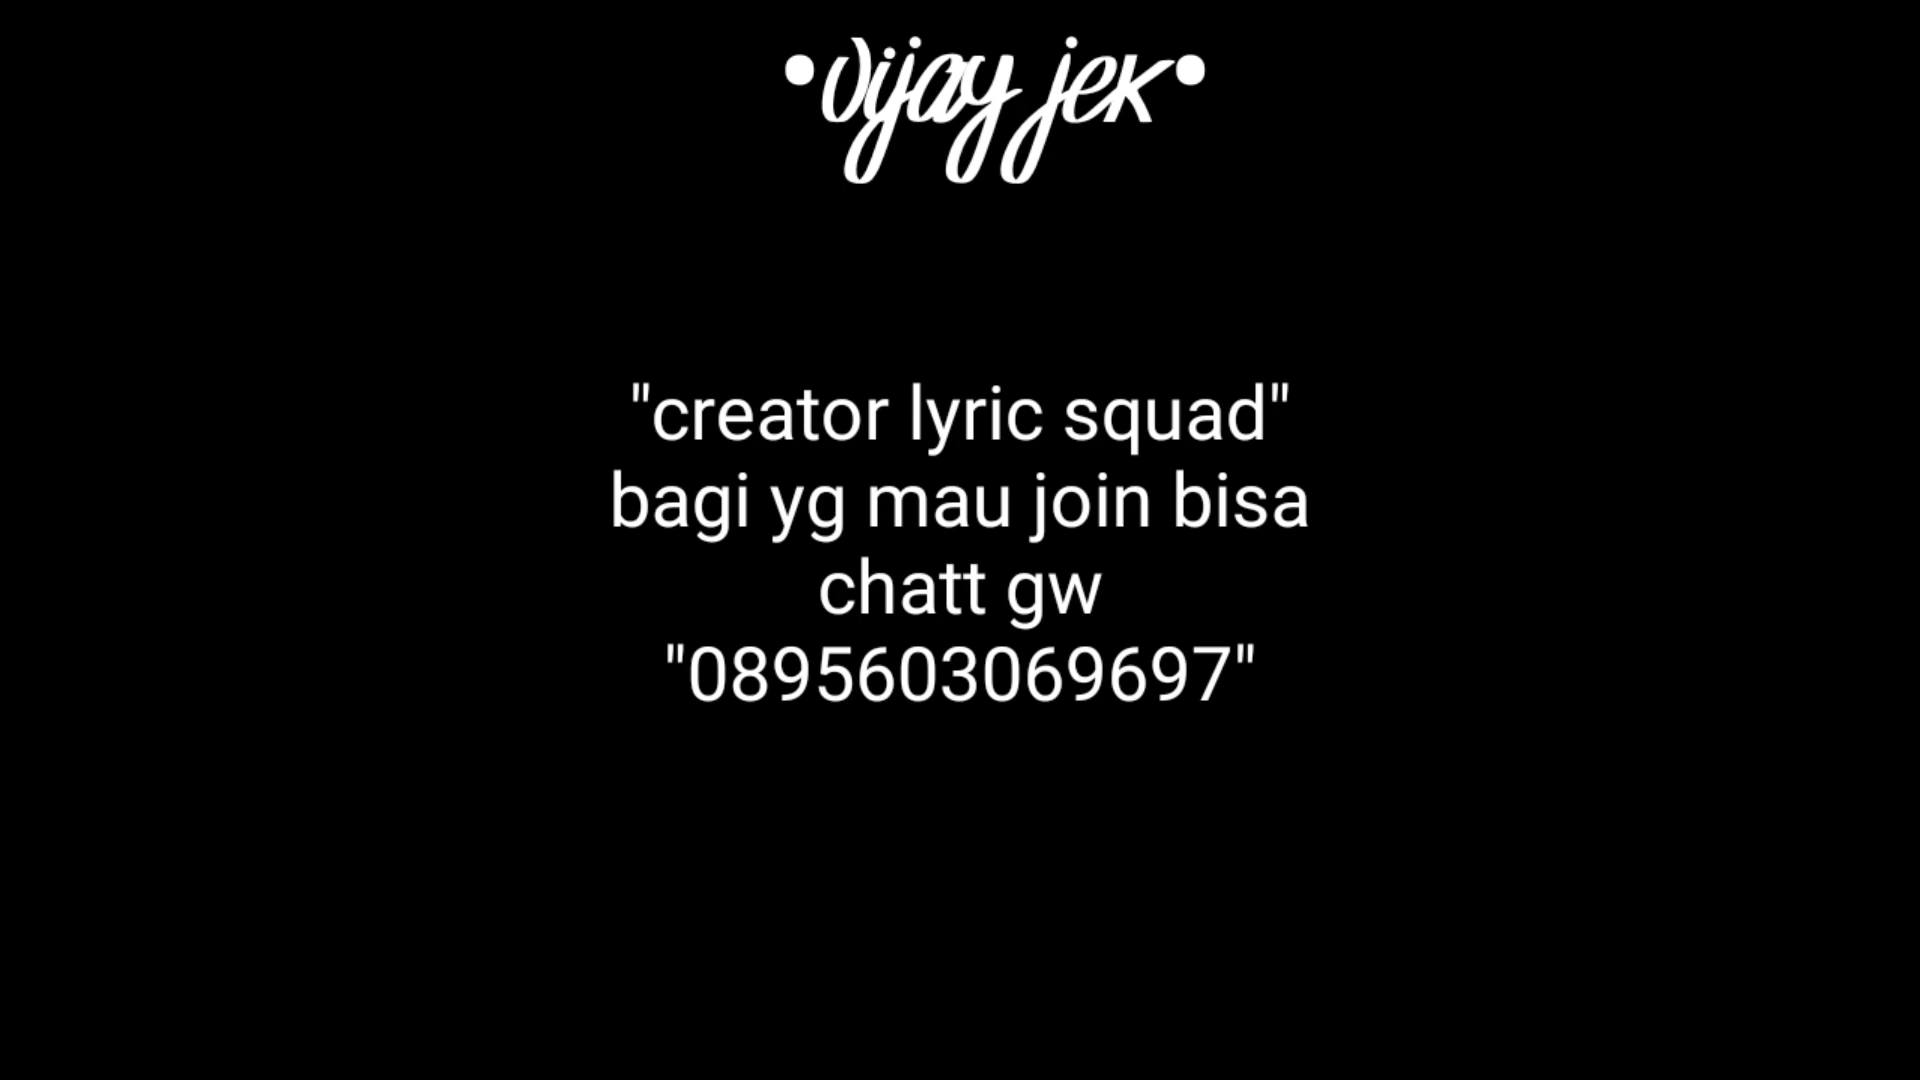 •vijay jek•
"creator lyric squad"
bagi yg mau join bisa
chatt gw
"0895603069697"